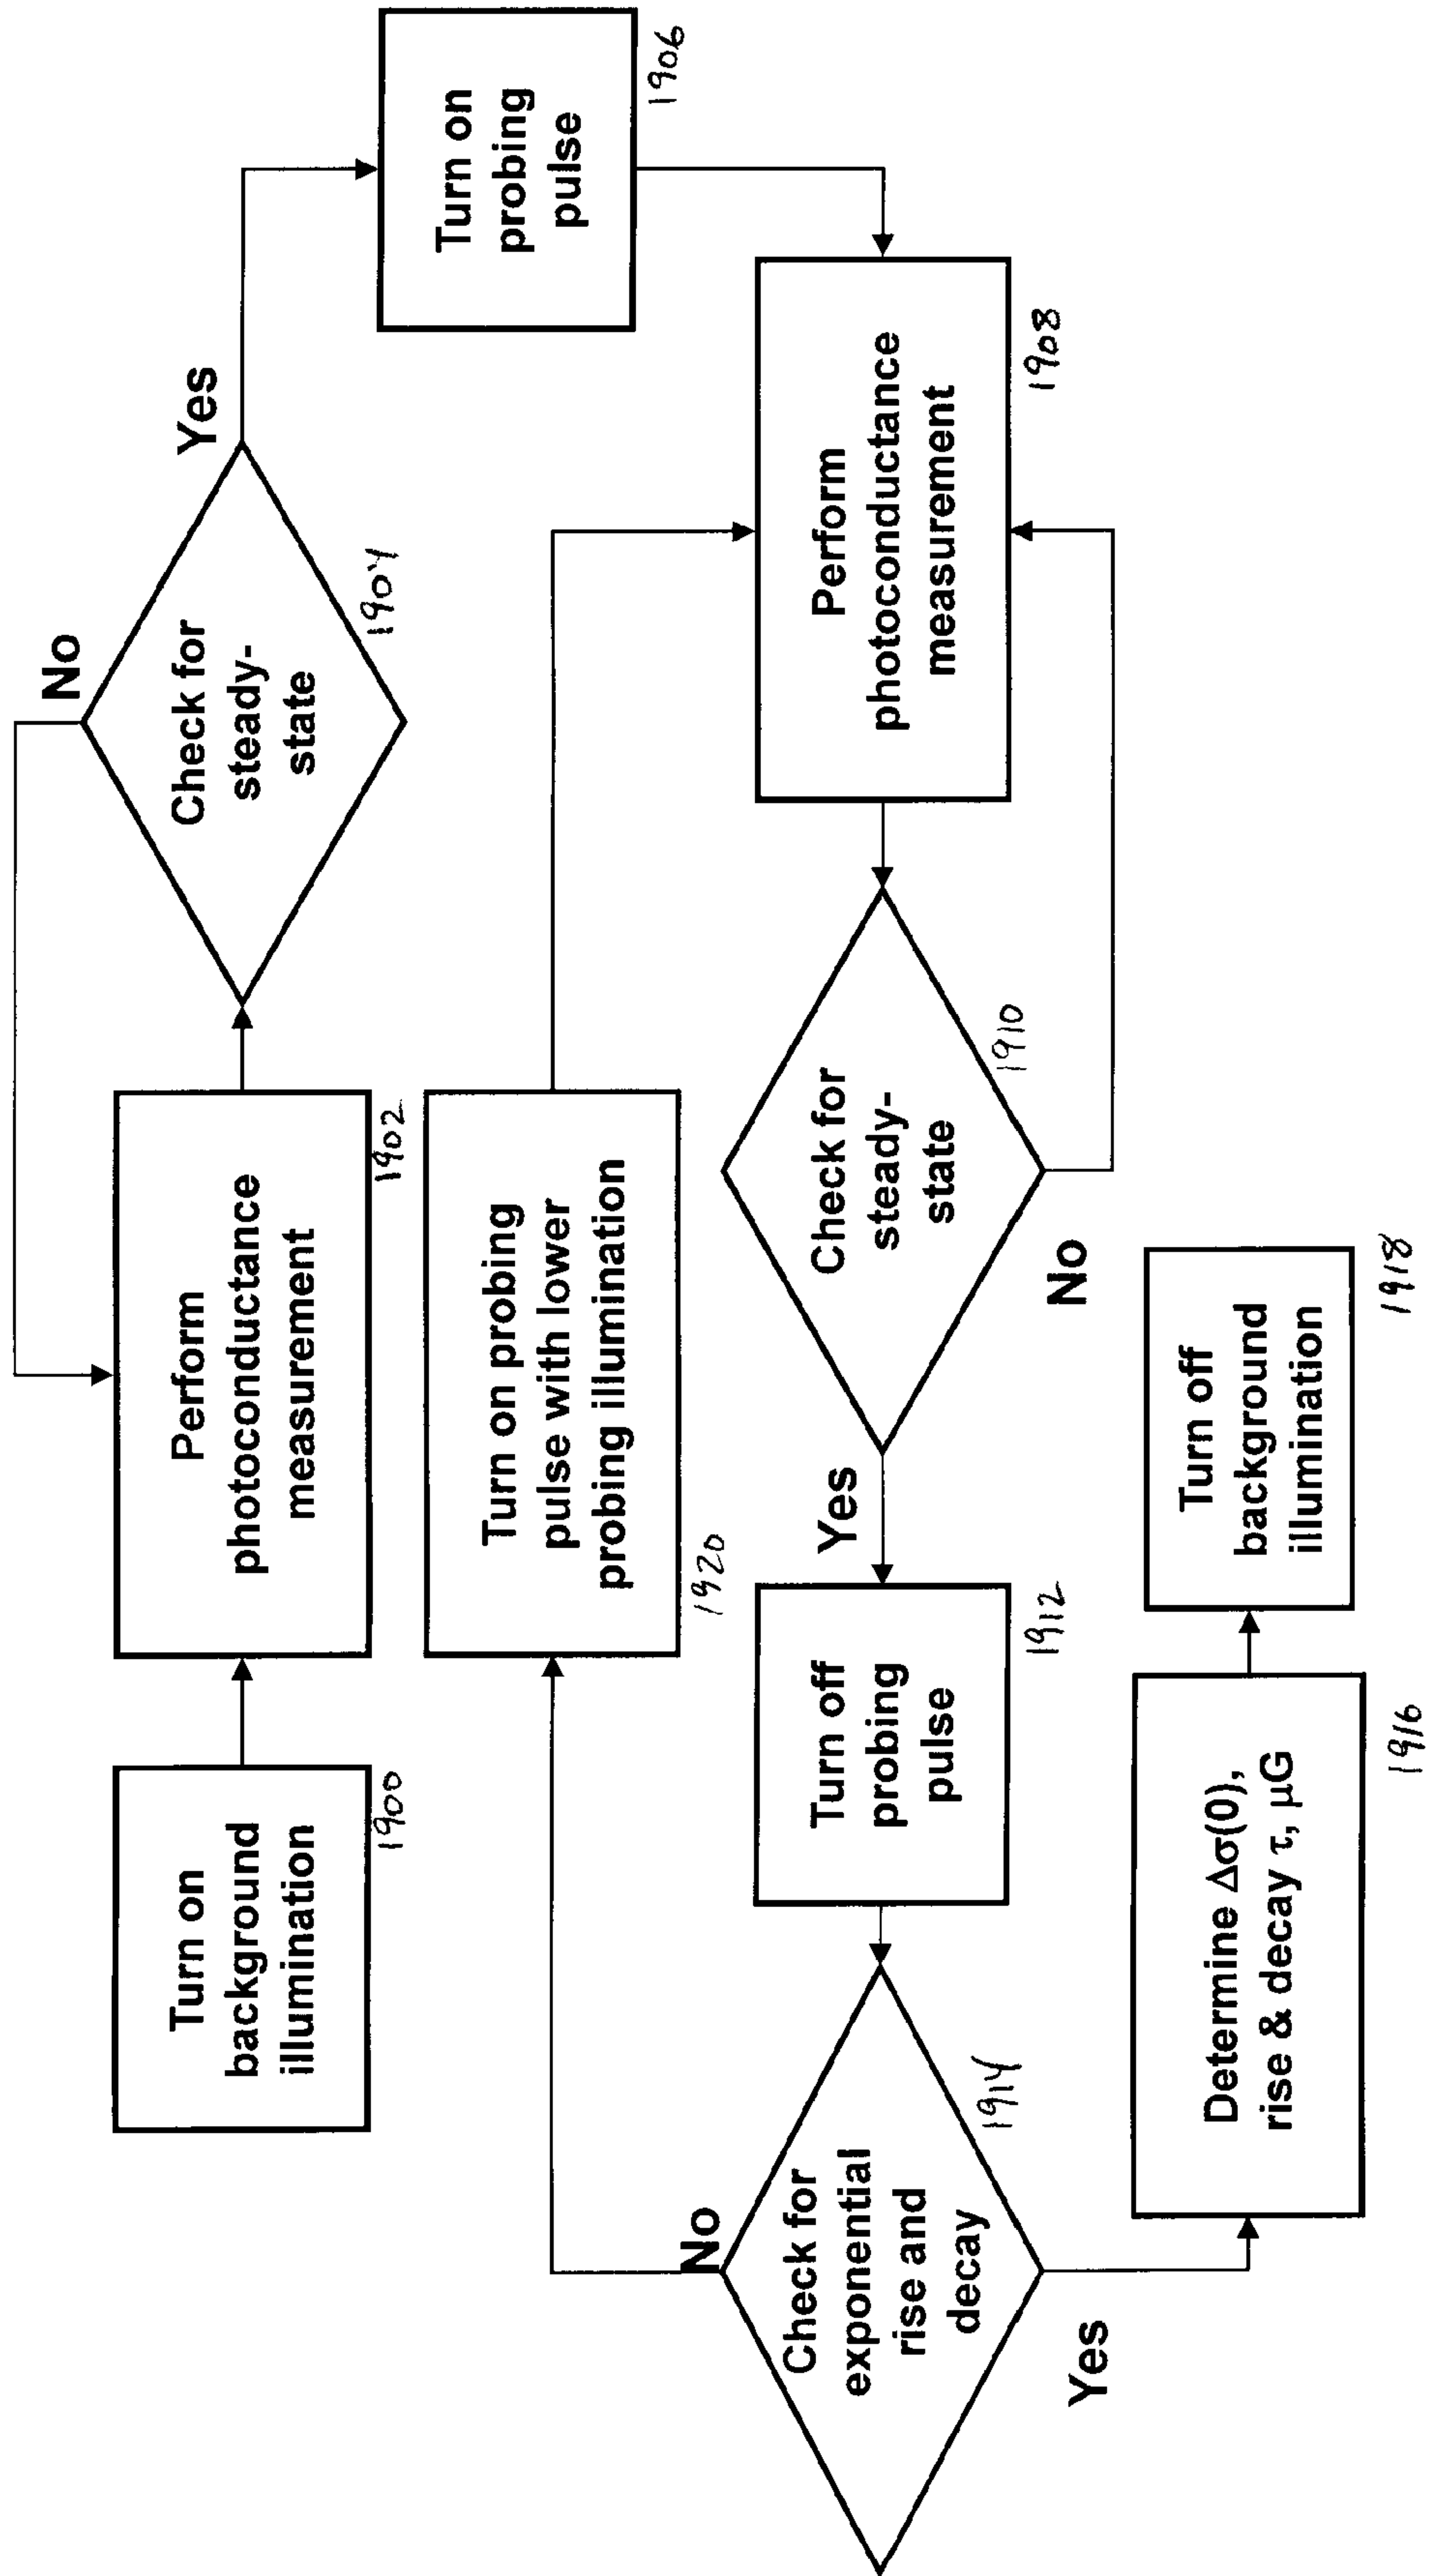 Turn on
background
illumination
1900
Perform
photoconductance
measurement
1902
No
Check for
steady-
state
1904
Yes
Turn on
probing
pulse
1906
Turn on probing
pulse with lower
probing illumination
1920
Perform
photoconductance
measurement
1908
Check for
steady-
state
1910
No
Yes
Turn off
probing
pulse
1912
No
Check for
exponential
rise and
decay
1914
Yes
Determine Δσ(0),
rise & decay τ, μG
1916
Turn off
background
illumination
1918